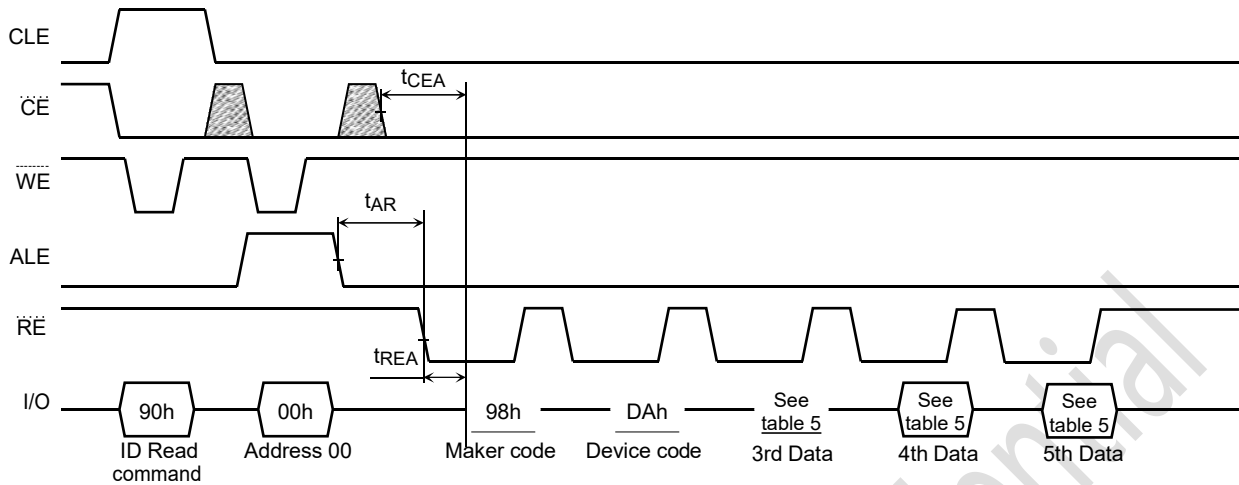 CLE
CE
tCEA
WE
tAR
ALE
RE
tREA
I/O
90h
00h
98h
DAh
See
table 5
See
table 5
See
table 5
ID Read
command
Address 00
Maker code
Device code
3rd Data
4th Data
5th Data